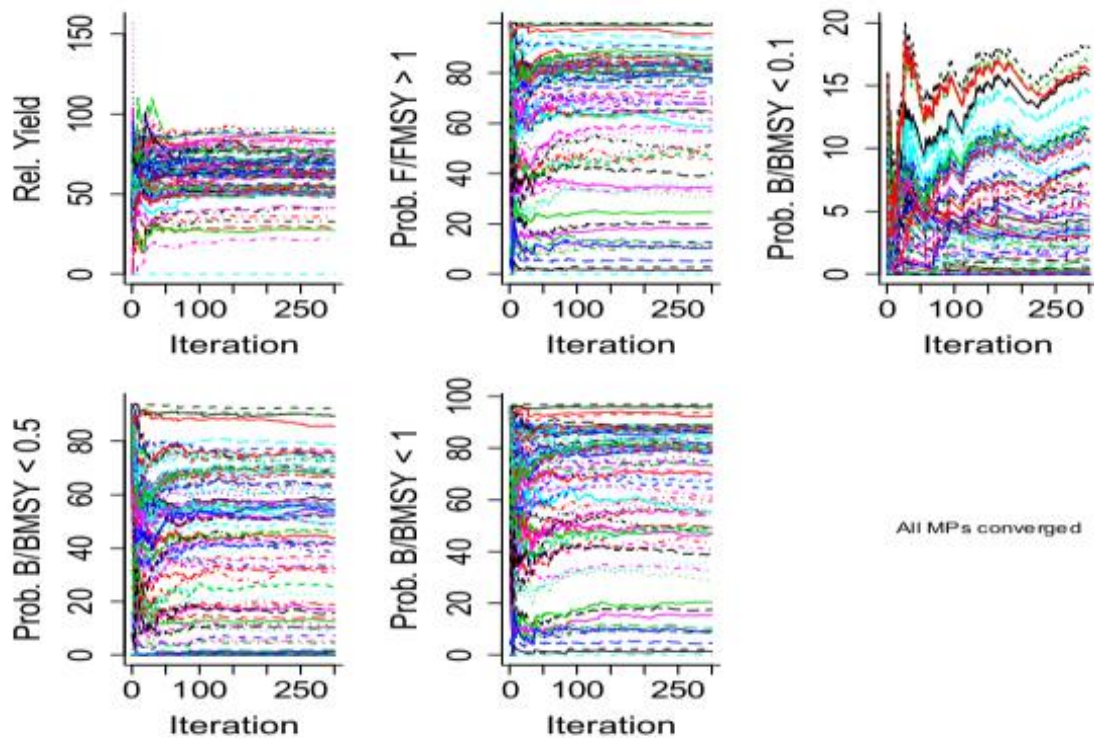 Rel. Yield
0 50 100 150
0 100 250
Iteration
Prob. F/FMSY > 1
0 20 40 60 80
0 100 250
Iteration
Prob. B/BMSY < 0.1
0 5 10 15 20
0 100 250
Iteration
Prob. B/BMSY < 0.5
0 20 40 60 80
0 100 250
Iteration
Prob. B/BMSY < 1
0 20 40 60 80 100
0 100 250
Iteration
All MPs converged